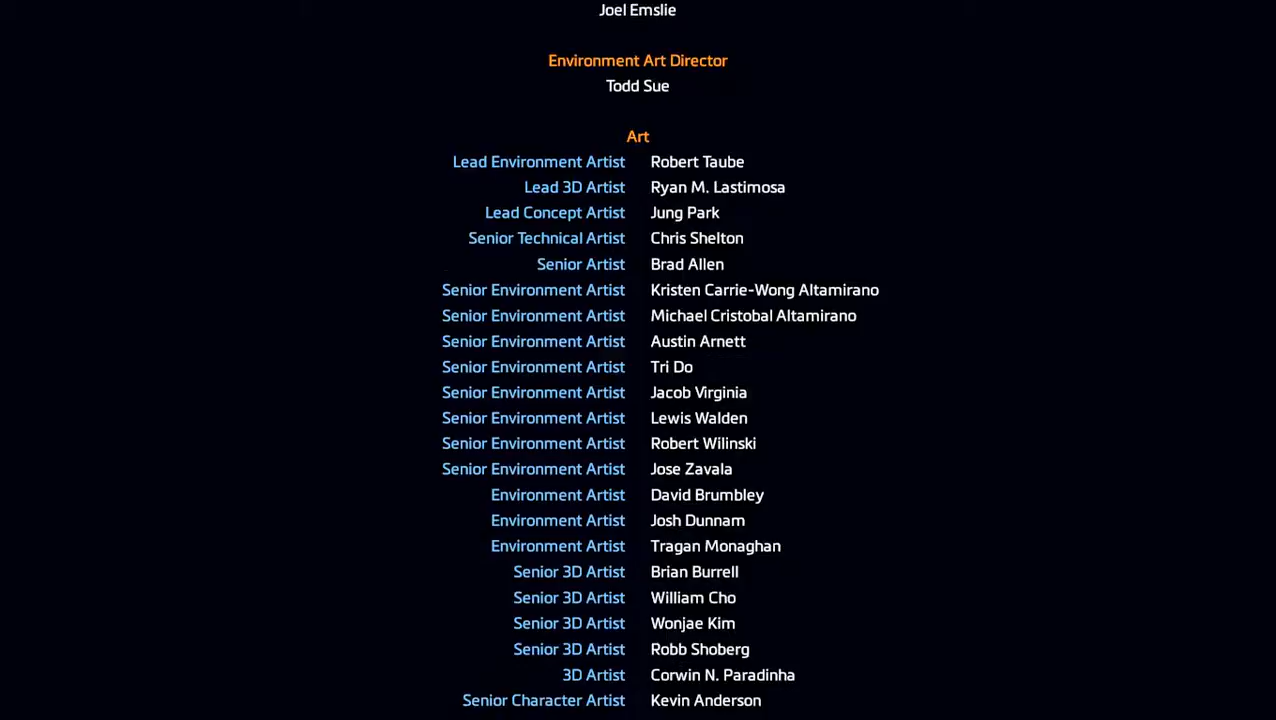 Joel Emslie
Environment Art Director
Todd Sue
Art
Lead Environment Artist Robert Taube
Lead 3D Artist Ryan M. Lastimosa
Lead Concept Artist Jung Park
Senior Technical Artist Chris Shelton
Senior Artist Brad Allen
Senior Environment Artist Kristen Carrie-Wong Altamirano
Senior Environment Artist Michael Cristobal Altamirano
Senior Environment Artist Austin Arnett
Senior Environment Artist Tri Do
Senior Environment Artist Jacob Virginia
Senior Environment Artist Lewis Walden
Senior Environment Artist Robert Wilinski
Senior Environment Artist Jose Zavala
Environment Artist David Brumbley
Environment Artist Josh Dunnam
Environment Artist Tragan Monaghan
Senior 3D Artist Brian Burrell
Senior 3D Artist William Cho
Senior 3D Artist Wonjae Kim
Senior 3D Artist Robb Shoberg
3D Artist Corwin N. Paradinha
Senior Character Artist Kevin Anderson